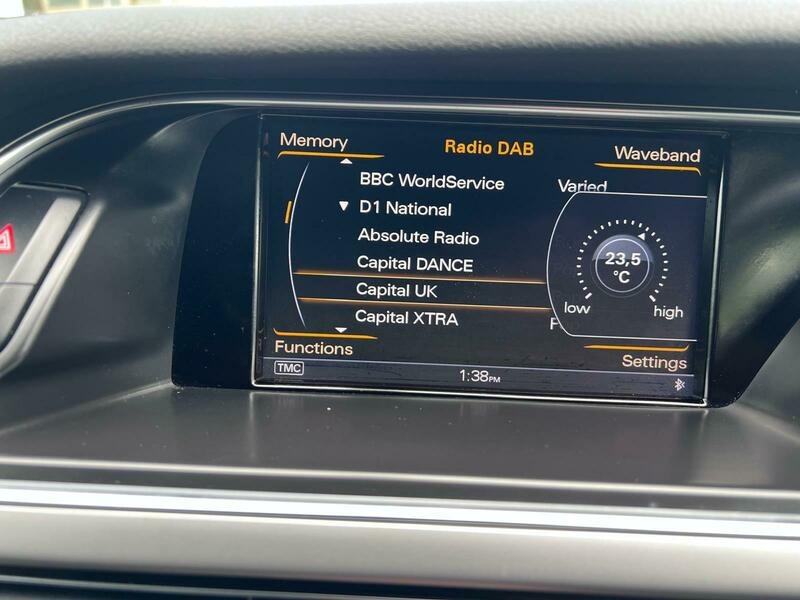 Memory
Radio DAB
Waveband
BBC WorldService
Varied
D1 National
Absolute Radio
Capital DANCE
Capital UK
Capital XTRA
23,5
°C
low
high
Functions
Settings
TMC
1:38PM